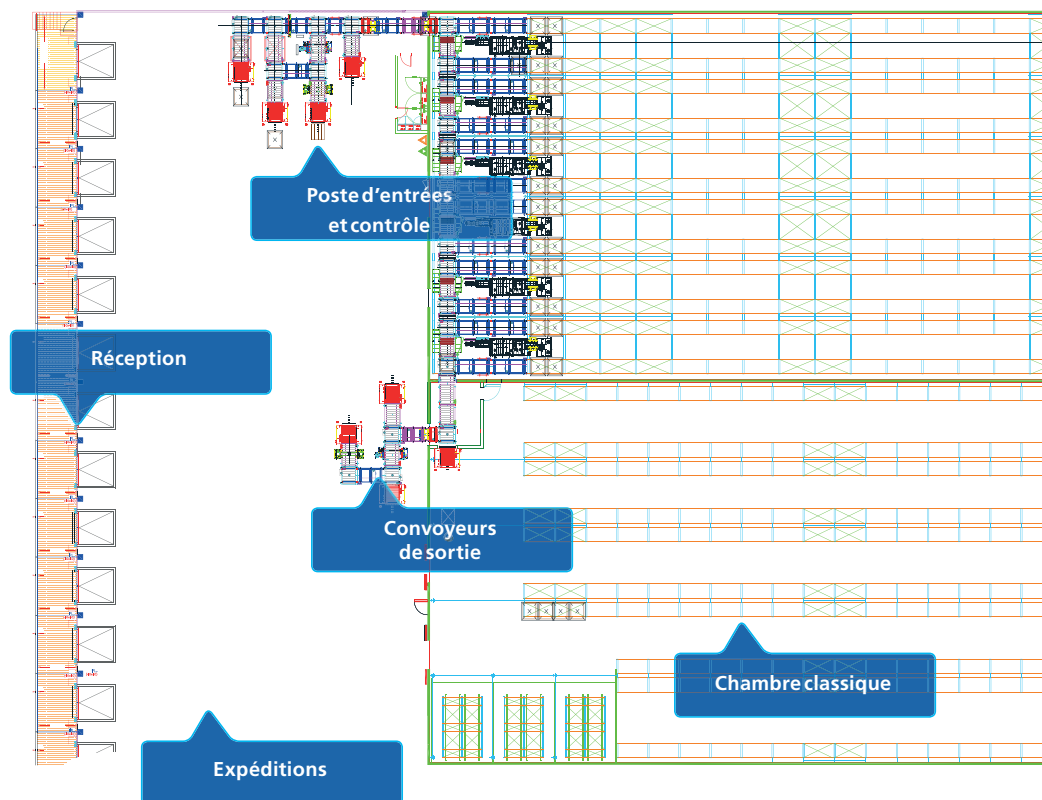 Poste d'entrées
et contrôle
Réception
Convoyeurs
de sortie
Chambre classique
Expéditions